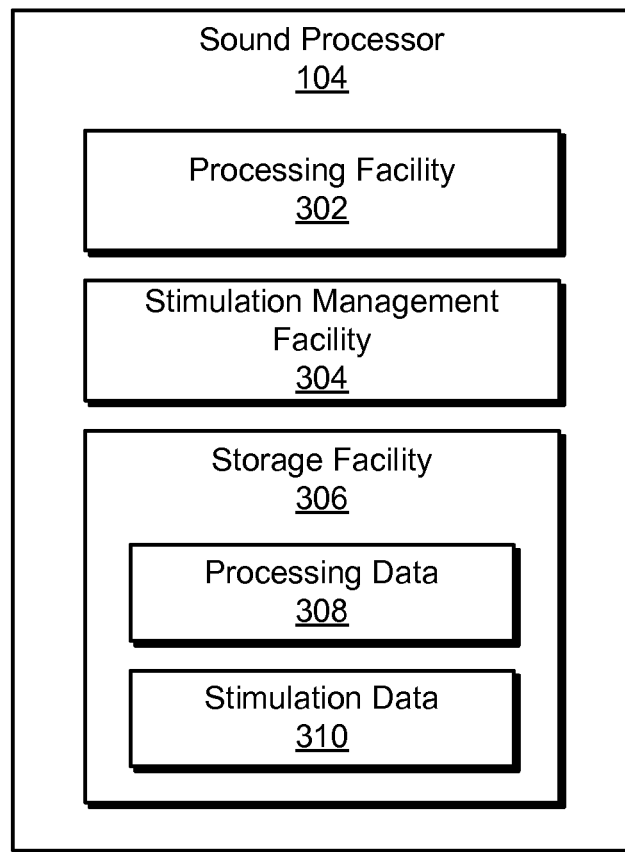 Sound Processor
104
Processing Facility
302
Stimulation Management
Facility
304
Storage Facility
306
Processing Data
308
Stimulation Data
310